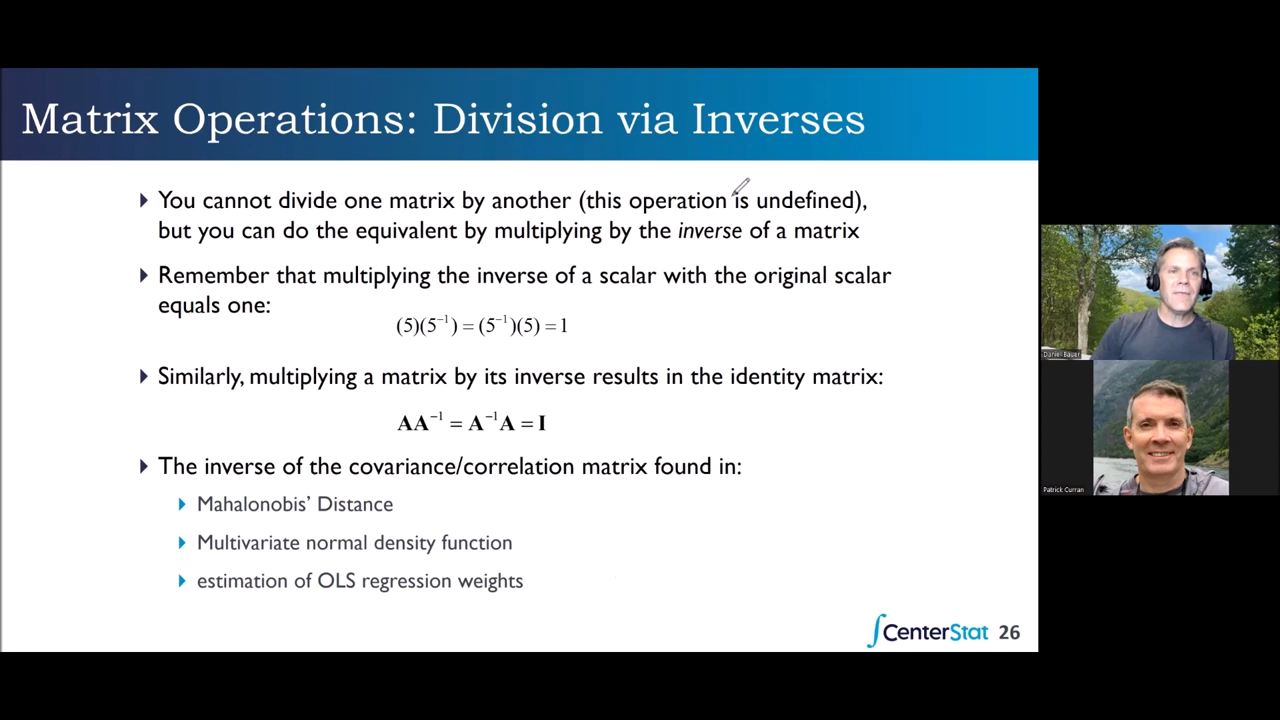 Matrix Operations: Division via Inverses
You cannot divide one matrix by another (this operation is undefined),
but you can do the equivalent by multiplying by the inverse of a matrix
Remember that multiplying the inverse of a scalar with the original scalar
equals one:
(5)(5⁻¹) = (5⁻¹)(5) = 1
Similarly, multiplying a matrix by its inverse results in the identity matrix:
AA⁻¹ = A⁻¹A = I
The inverse of the covariance/correlation matrix found in:
Mahalonobis' Distance
Multivariate normal density function
estimation of OLS regression weights
CenterStat 26
Daniel Bauer
Patrick Curran